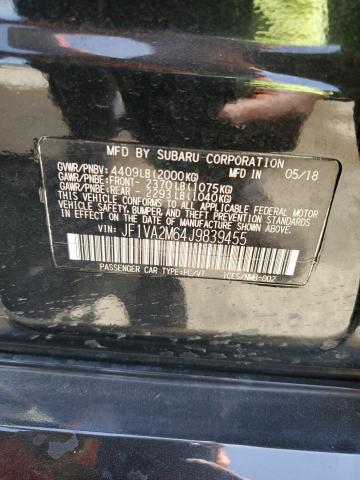 MFD BY SUBARU CORPORATION
GVWR/PNBV: 4409LB(2000KG) IN 05/18
GAWR/PNBE: FRONT- 2370LB(1075KG)
GAWR/PNBE: REAR - 2293LB(1040KG)
THIS VEHICLE CONFORMS TO ALL APPLICABLE
FEDERAL MOTOR VEHICLE SAFETY, BUMPER, AND
THEFT PREVENTION STANDARDS IN EFFECT ON THE
DATE OF MANUFACTURE SHOWN ABOVE.
VIN: JF1VA2M64J9839455
PASSENGER CAR TYPE:PC/VT ICES/NMB-002